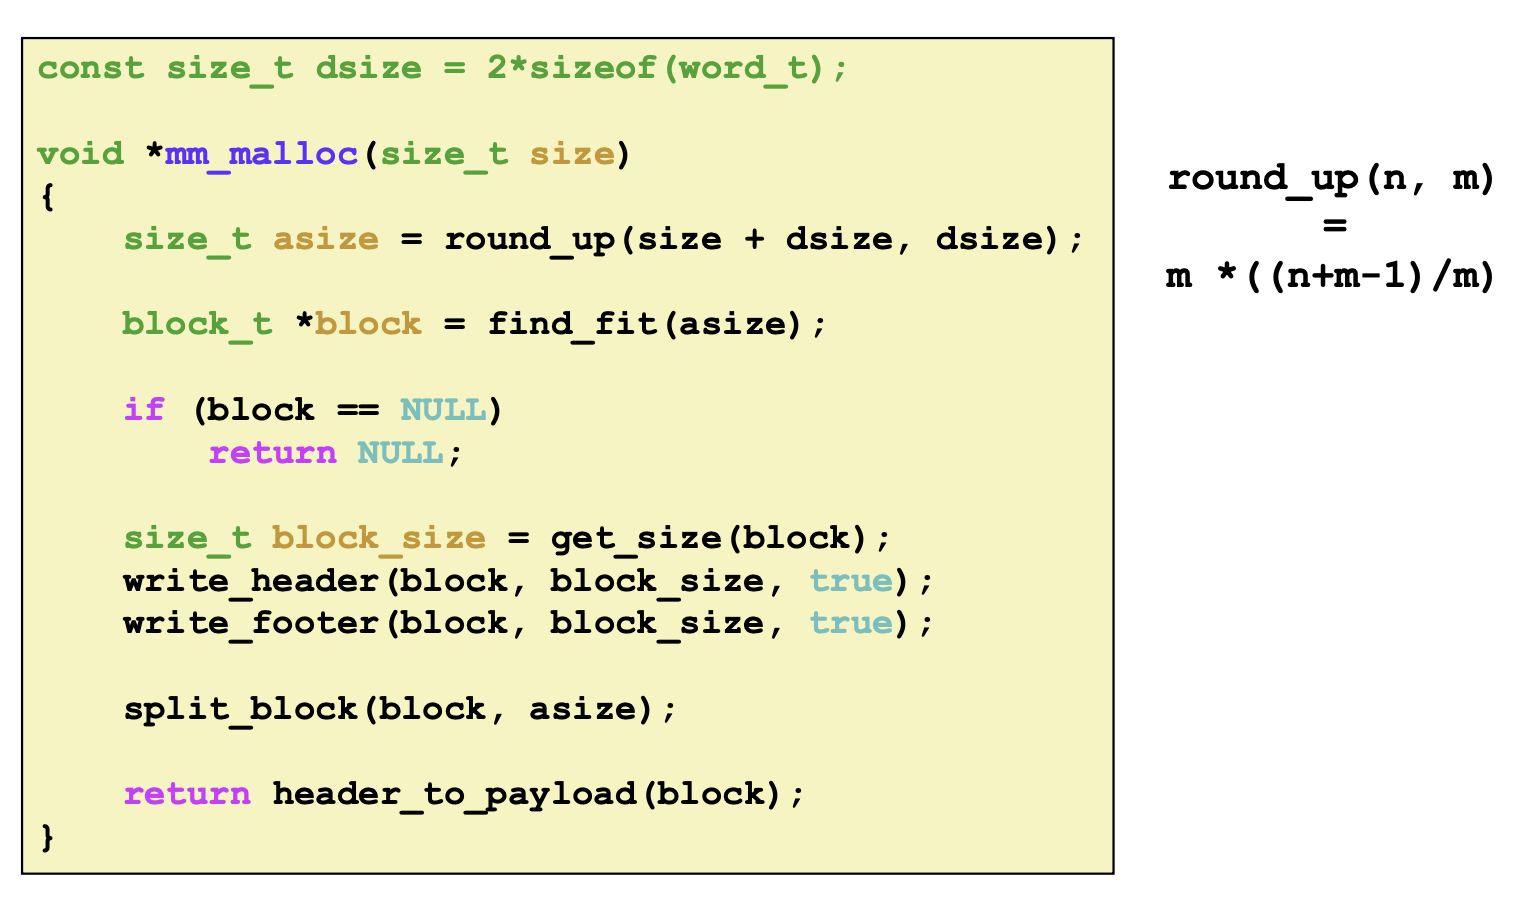 const size_t dsize = 2*sizeof(word_t);
void *mm_malloc(size_t size)
{
    size_t asize = round_up(size + dsize, dsize);
    block_t *block = find_fit(asize);
    if (block == NULL)
        return NULL;
    size_t block_size = get_size(block);
    write_header(block, block_size, true);
    write_footer(block, block_size, true);
    split_block(block, asize);
    return header_to_payload(block);
}
round_up(n, m)
=
m *((n+m-1)/m)